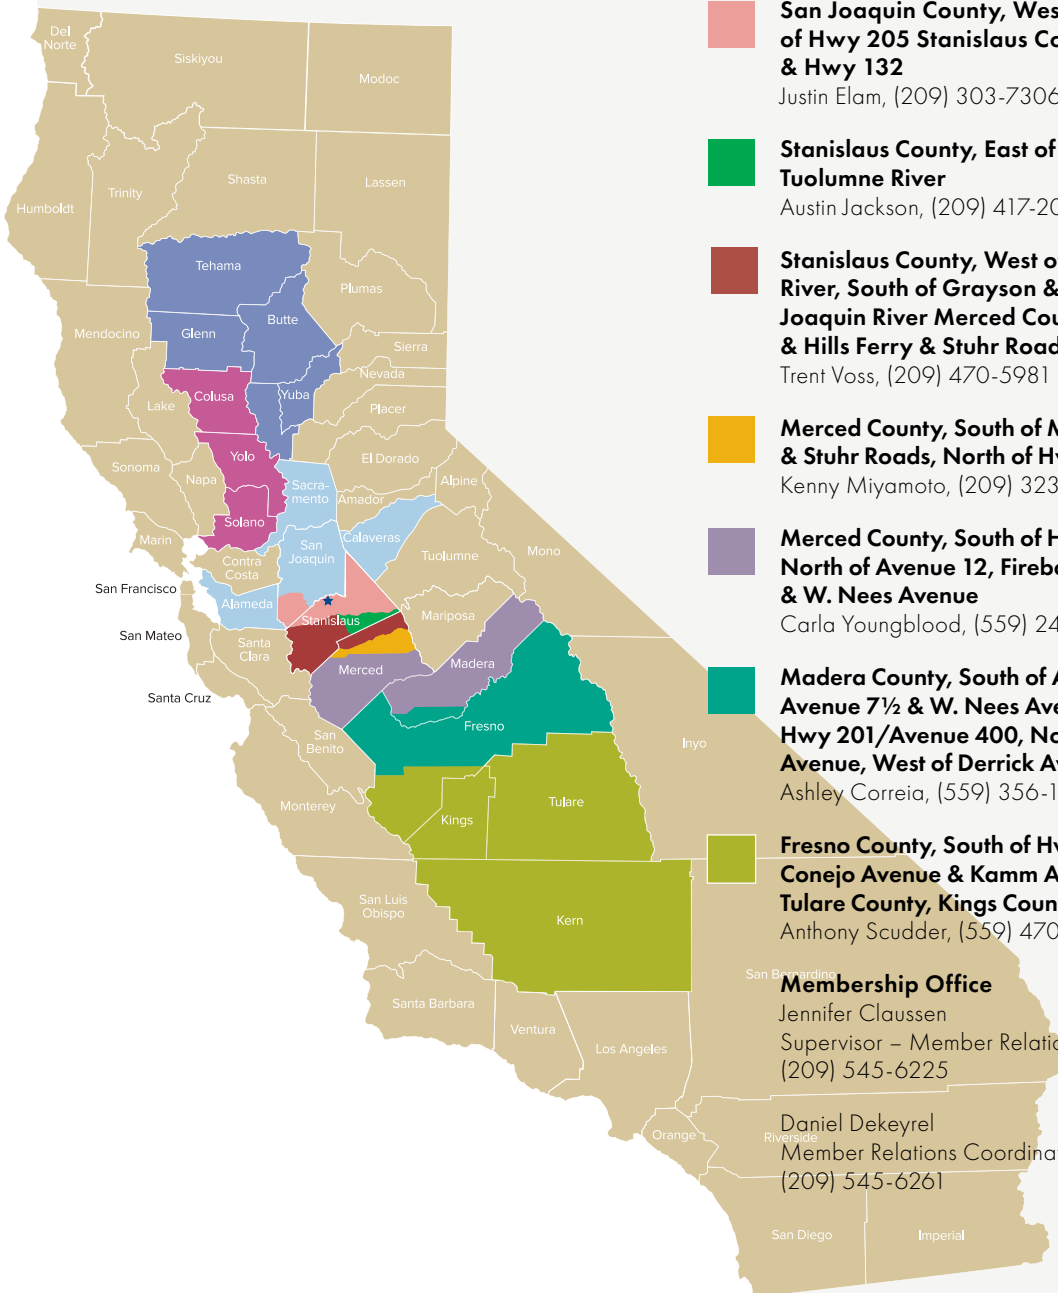 Del
Norte
Siskiyou
Modoc
Humboldt
Trinity
Shasta
Lassen
Tehama
Plumas
Mendocino
Glenn
Butte
Sierra
Nevada
Lake
Colusa
Yuba
Placer
Sonoma
Napa
Yolo
El Dorado
Sacra-
mento
Amador
Alpine
Solano
Marin
Contra
Costa
San
Joaquin
Calaveras
Tuolumne
Mono
San Francisco
Alameda
Stanislaus
Mariposa
San Mateo
Santa
Clara
Merced
Madera
Santa Cruz
San
Benito
Fresno
Inyo
Monterey
Kings
Tulare
San Luis
Obispo
Kern
San Bernardino
Santa Barbara
Ventura
Los Angeles
Orange
Riverside
San Diego
Imperial
San Joaquin County, Wes
of Hwy 205 Stanislaus Co
& Hwy 132
Justin Elam, (209) 303-7306
Stanislaus County, East of
Tuolumne River
Austin Jackson, (209) 417-20
Stanislaus County, West o
River, South of Grayson &
Joaquin River Merced Cou
& Hills Ferry & Stuhr Road
Trent Voss, (209) 470-5981
Merced County, South of M
& Stuhr Roads, North of Hw
Kenny Miyamoto, (209) 323
Merced County, South of H
North of Avenue 12, Fireba
& W. Nees Avenue
Carla Youngblood, (559) 24
Madera County, South of A
Avenue 7½ & W. Nees Ave
Hwy 201/Avenue 400, No
Avenue, West of Derrick Av
Ashley Correia, (559) 356-1
Fresno County, South of Hw
Conejo Avenue & Kamm A
Tulare County, Kings Coun
Anthony Scudder, (559) 470
Membership Office
Jennifer Claussen
Supervisor – Member Relatio
(209) 545-6225
Daniel Dekeyrel
Member Relations Coordina
(209) 545-6261